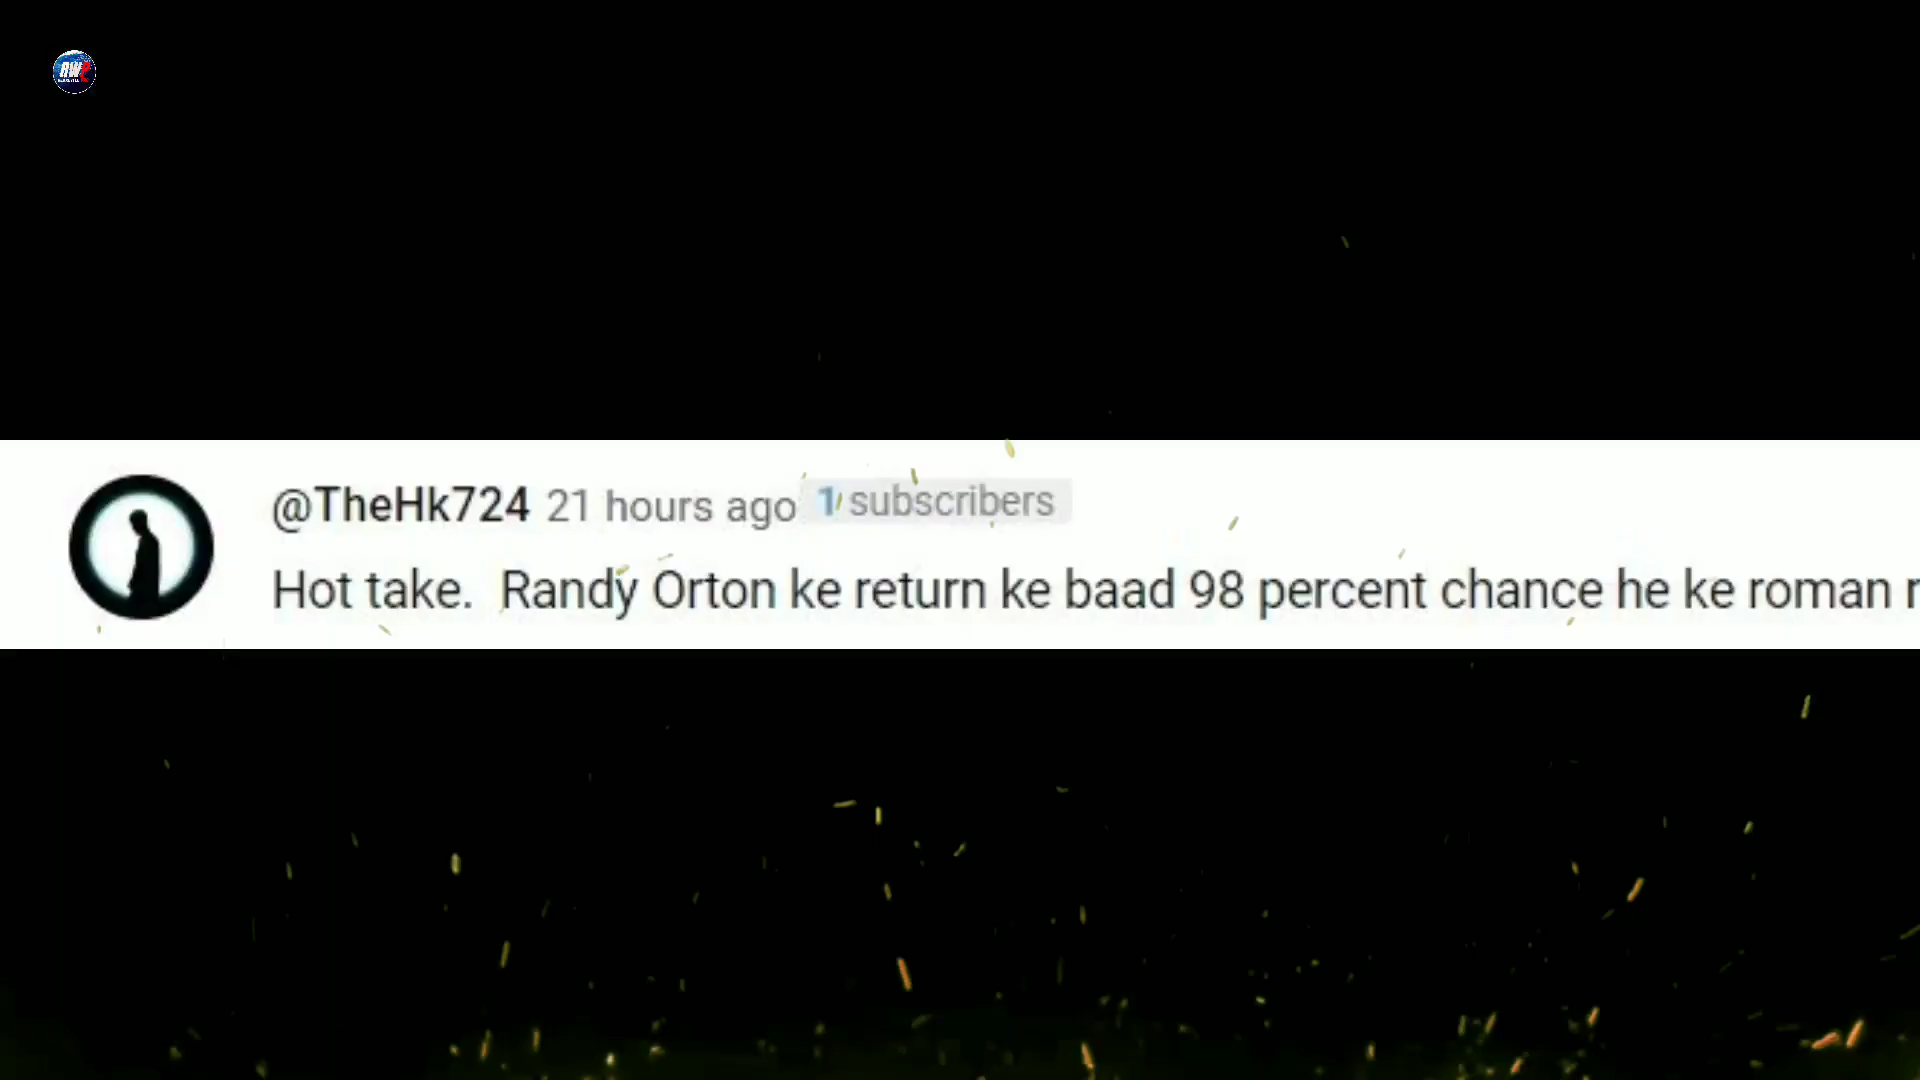 @TheHk724 21 hours ago 1 subscribers
Hot take. Randy Orton ke return ke baad 98 percent chance he ke roman